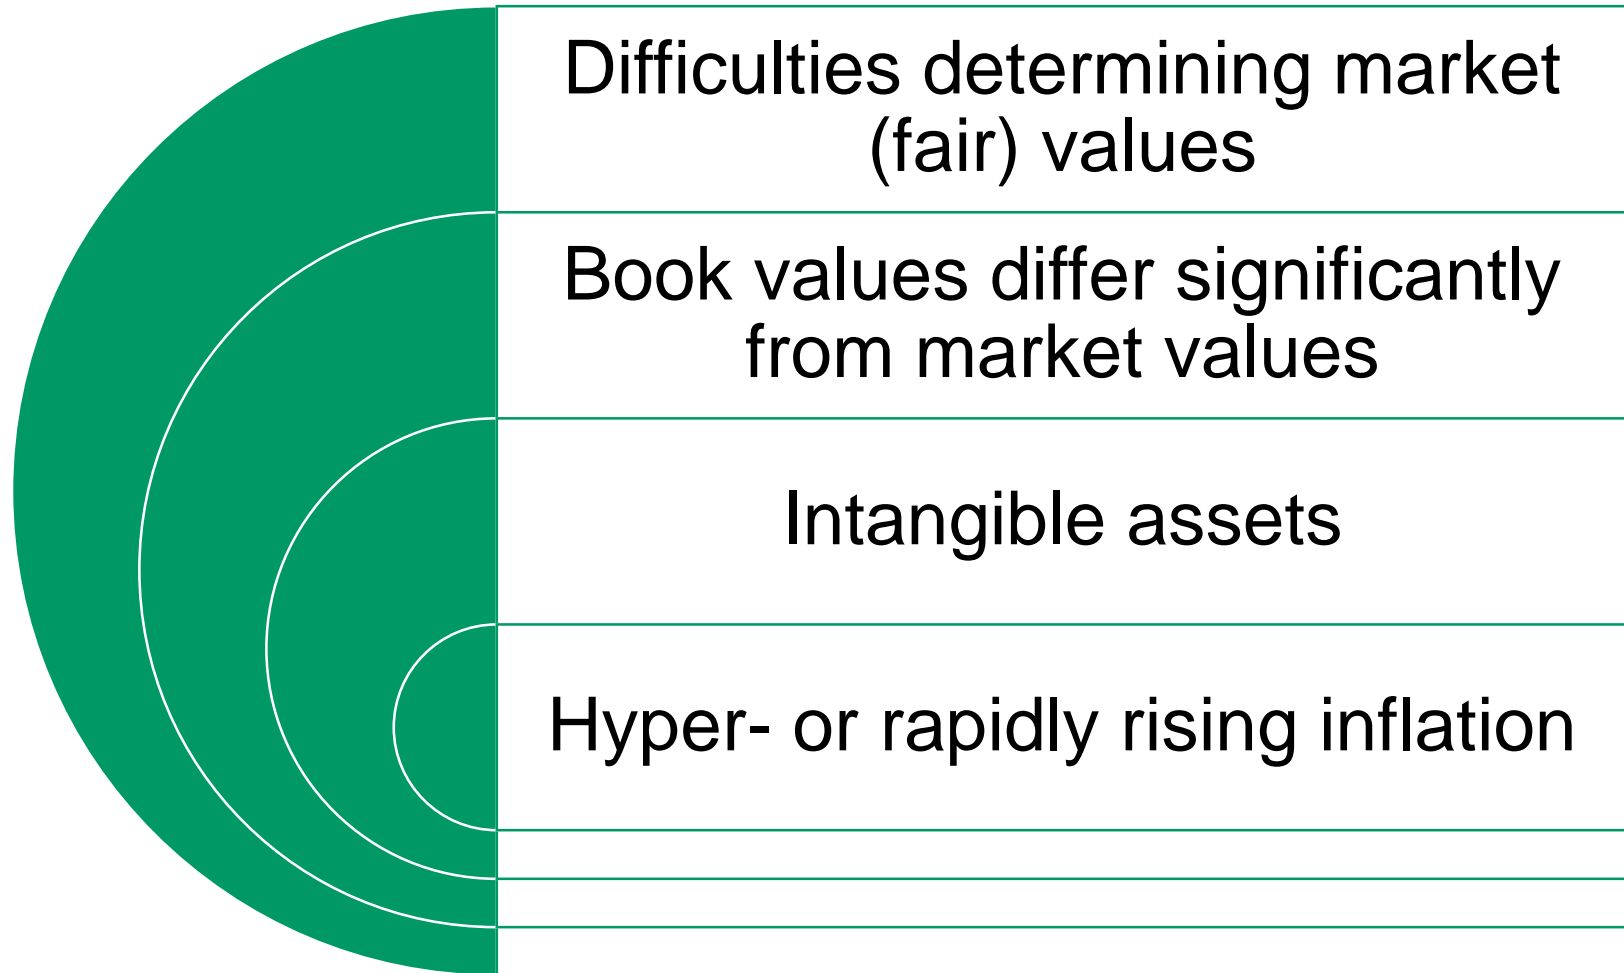 Difficulties determining market
(fair) values
Book values differ significantly
from market values
Intangible assets
Hyper- or rapidly rising inflation